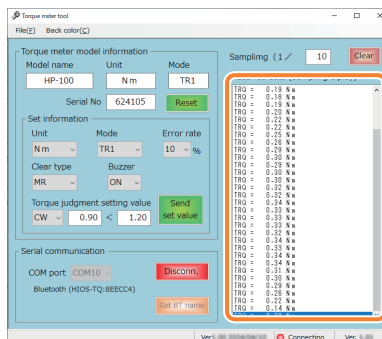 Torque meter tool
File(F) Back color(C)
Torque meter model information
Model name Unit Mode
HP-100 N m TR1
Serial No 624105 Reset
Set information
Unit Mode Error rate
N m TR1 10 %
Clear type Buzzer
MR ON
Torque judgment setting value
CW 0.90 < 1.20
Send set value
Serial communication
COM port COM10
Disconn.
Bluetooth (HIOS-TQ:8EECC4)
Get BT name
Samplimg (1/ 10 Clear
TRQ = 0.19 N m
TRQ = 0.18 N m
TRQ = 0.19 N m
TRQ = 0.20 N m
TRQ = 0.22 N m
TRQ = 0.22 N m
TRQ = 0.25 N m
TRQ = 0.26 N m
TRQ = 0.29 N m
TRQ = 0.30 N m
TRQ = 0.29 N m
TRQ = 0.30 N m
TRQ = 0.30 N m
TRQ = 0.31 N m
TRQ = 0.32 N m
TRQ = 0.34 N m
TRQ = 0.33 N m
TRQ = 0.33 N m
TRQ = 0.32 N m
TRQ = 0.32 N m
TRQ = 0.34 N m
TRQ = 0.34 N m
TRQ = 0.34 N m
TRQ = 0.31 N m
TRQ = 0.30 N m
TRQ = 0.29 N m
TRQ = 0.26 N m
TRQ = 0.22 N m
TRQ = 0.14 N m
Connecting Ver.